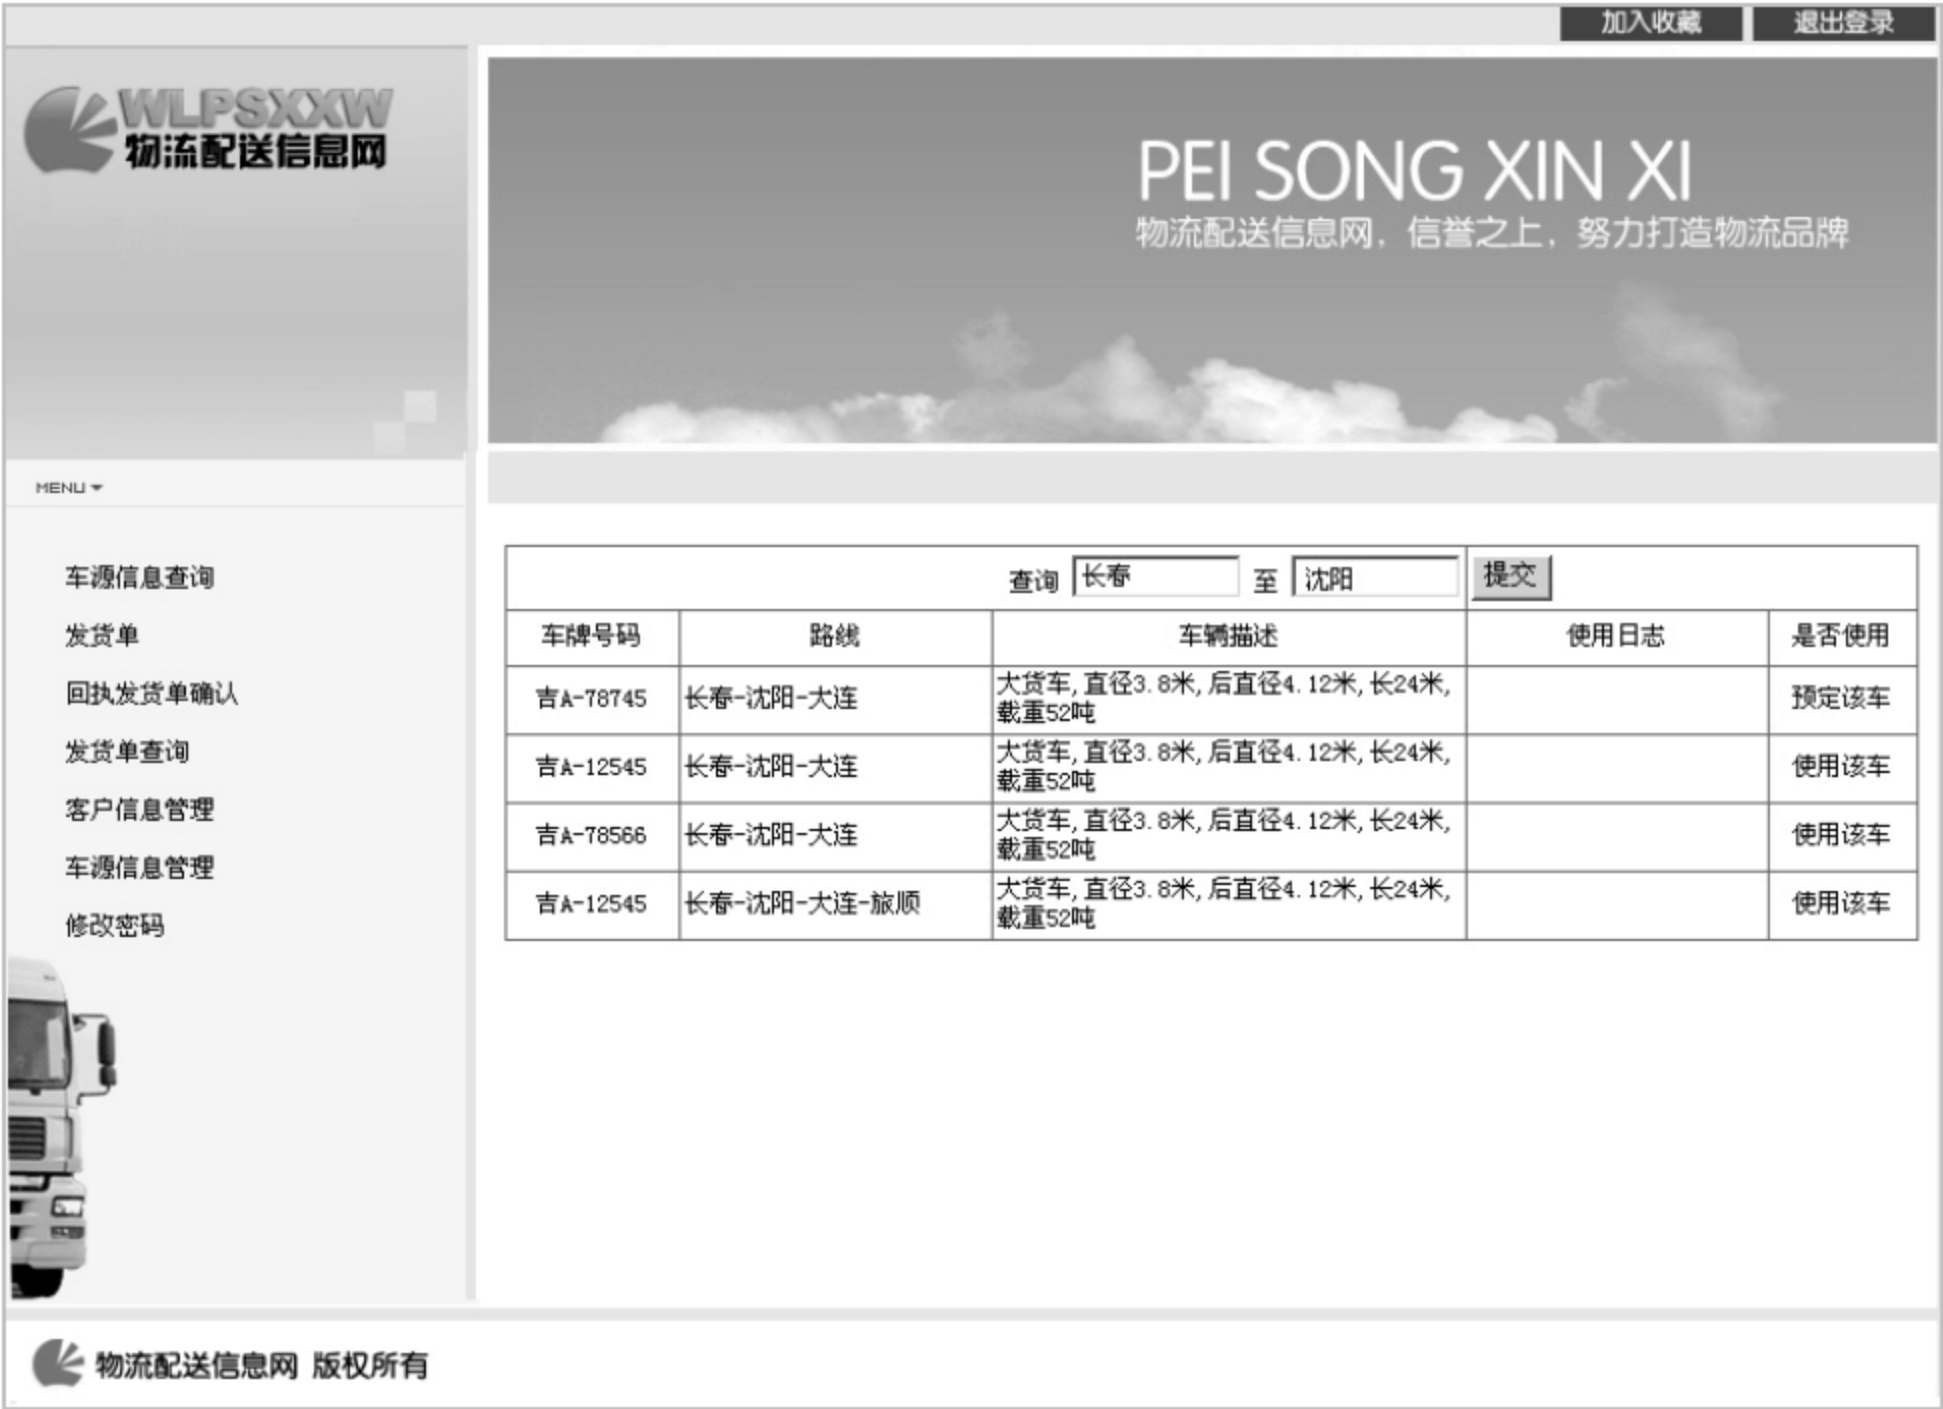 加入收藏 退出登录
WLPSXXW
物流配送信息网
PEI SONG XIN XI
物流配送信息网，信誉之上，努力打造物流品牌
MENU
车源信息查询
发货单
回执发货单确认
发货单查询
客户信息管理
车源信息管理
修改密码
查询 长春 至 沈阳 提交
车牌号码 路线 车辆描述 使用日志 是否使用
吉A-78745 长春-沈阳-大连 大货车,直径3.8米,后直径4.12米,长24米, 预定该车
载重52吨
吉A-12545 长春-沈阳-大连 大货车,直径3.8米,后直径4.12米,长24米, 使用该车
载重52吨
吉A-78566 长春-沈阳-大连 大货车,直径3.8米,后直径4.12米,长24米, 使用该车
载重52吨
吉A-12545 长春-沈阳-大连-旅顺 大货车,直径3.8米,后直径4.12米,长24米, 使用该车
载重52吨
物流配送信息网 版权所有